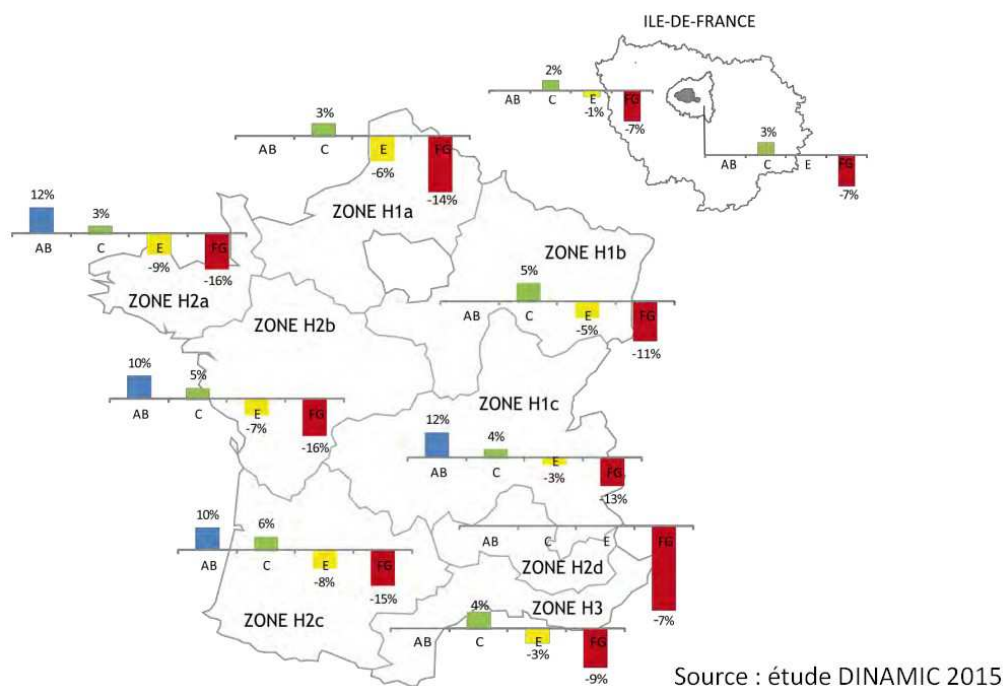 ILE-DE-FRANCE
2%
AB C E FG
-1%
-7%
3%
AB C E FG
-7%
3%
AB C E FG
-6%
-14%
ZONE H1a
12%
3%
AB C E FG
-9%
-16%
ZONE H2a
ZONE H1b
5%
AB C E FG
-5%
-11%
ZONE H2b
10%
5%
AB C E FG
-7%
-16%
ZONE H1c
12%
4%
AB C E FG
-3%
-13%
10%
6%
AB C E FG
-8%
-15%
ZONE H2c
AB C E FG
-7%
ZONE H2d
ZONE H3
4%
AB C E FG
-3%
-9%
Source : étude DINAMIC 2015